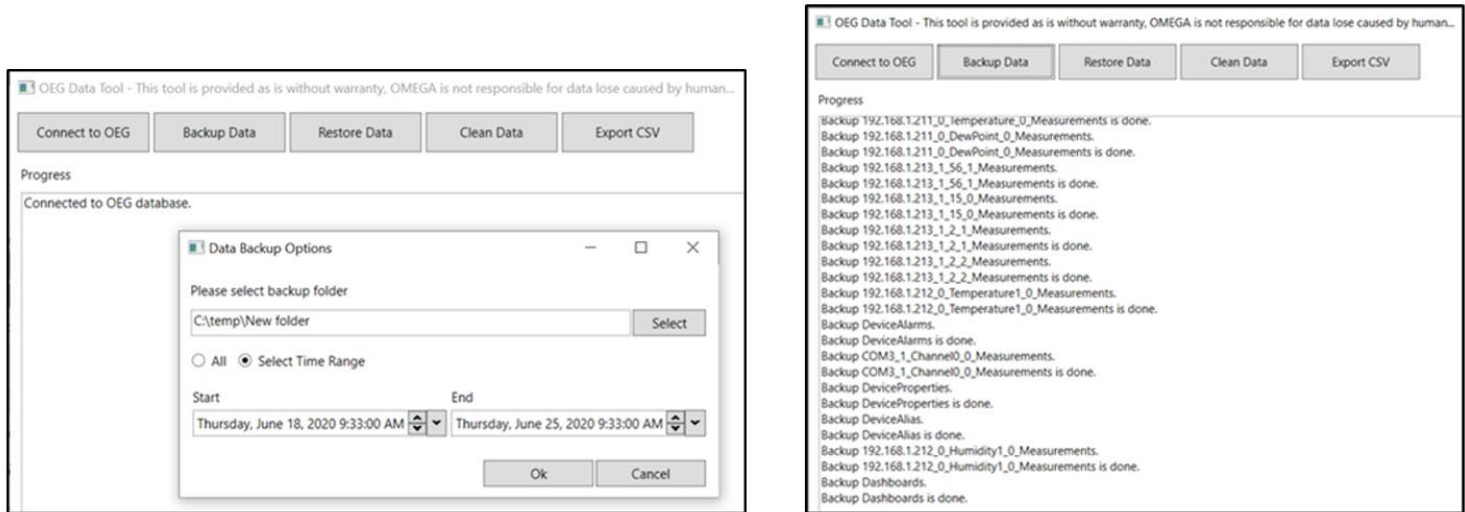 OEG Data Tool - This tool is provided as is without warranty, OMEGA is not responsible for data lose caused by human...
Connect to OEG Backup Data Restore Data Clean Data Export CSV
Progress
Connected to OEG database.
Data Backup Options
Please select backup folder
C:\temp\New folder Select
All Select Time Range
Start End
Thursday, June 18, 2020 9:33:00 AM Thursday, June 25, 2020 9:33:00 AM
Ok Cancel
OEG Data Tool - This tool is provided as is without warranty, OMEGA is not responsible for data lose caused by human...
Connect to OEG Backup Data Restore Data Clean Data Export CSV
Progress
Backup 192.168.1.211_0_Temperature_0_Measurements is done.
Backup 192.168.1.211_0_DewPoint_0_Measurements.
Backup 192.168.1.211_0_DewPoint_0_Measurements is done.
Backup 192.168.1.213_1_56_1_Measurements.
Backup 192.168.1.213_1_56_1_Measurements is done.
Backup 192.168.1.213_1_15_0_Measurements.
Backup 192.168.1.213_1_15_0_Measurements is done.
Backup 192.168.1.213_1_2_1_Measurements.
Backup 192.168.1.213_1_2_1_Measurements is done.
Backup 192.168.1.213_1_2_2_Measurements.
Backup 192.168.1.213_1_2_2_Measurements is done.
Backup 192.168.1.212_0_Temperature1_0_Measurements.
Backup 192.168.1.212_0_Temperature1_0_Measurements is done.
Backup DeviceAlarms.
Backup DeviceAlarms is done.
Backup COM3_1_Channel0_0_Measurements.
Backup COM3_1_Channel0_0_Measurements is done.
Backup DeviceProperties.
Backup DeviceProperties is done.
Backup DeviceAlias.
Backup DeviceAlias is done.
Backup 192.168.1.212_0_Humidity1_0_Measurements.
Backup 192.168.1.212_0_Humidity1_0_Measurements is done.
Backup Dashboards.
Backup Dashboards is done.